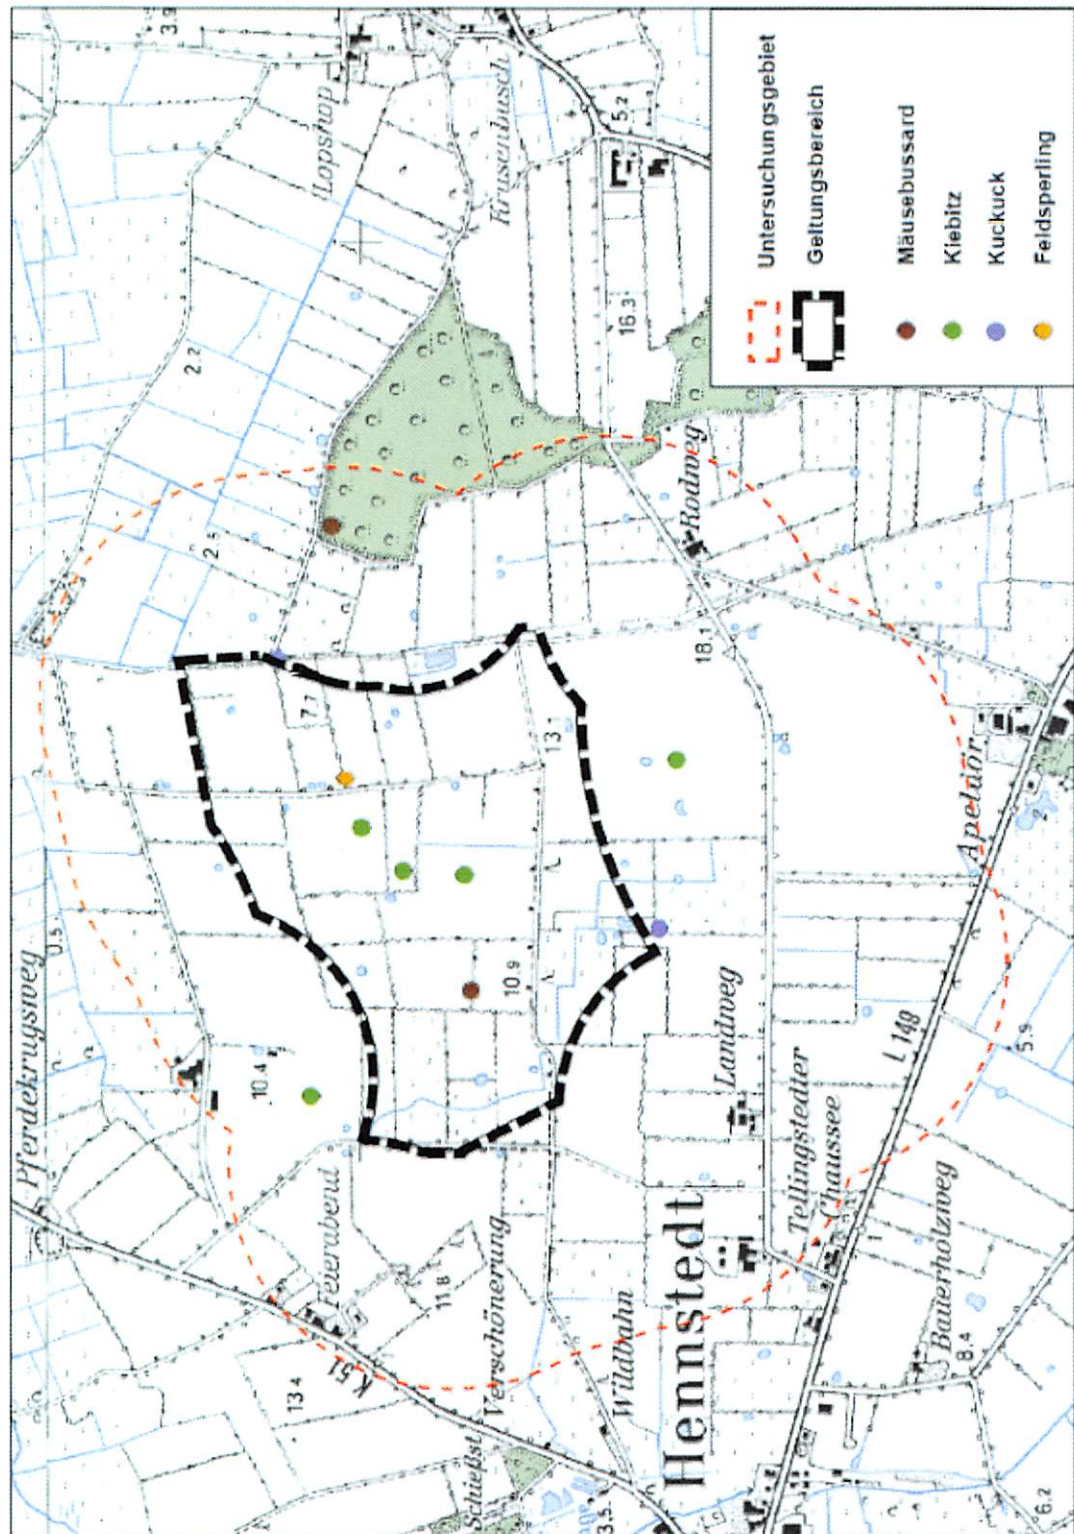 Pferdekrugsweg
0.5
3.9
Lopshop
Krusenbusch
5.2
2.2
2.5
16.3
Rodweg
18.1
7.7
13.1
10.9
10.4
Feierabend
11.8
K 51
13.4
Verschönerung
Schießst
Wildbahn
3.5
Hennstedt
Landweg
Tellingstedter
Chaussee
L 149
Apeldör
5.9
Bauerholzweg
8.4
6.2
Untersuchungsgebiet
Geltungsbereich
Mäusebussard
Kiebitz
Kuckuck
Feldsperling